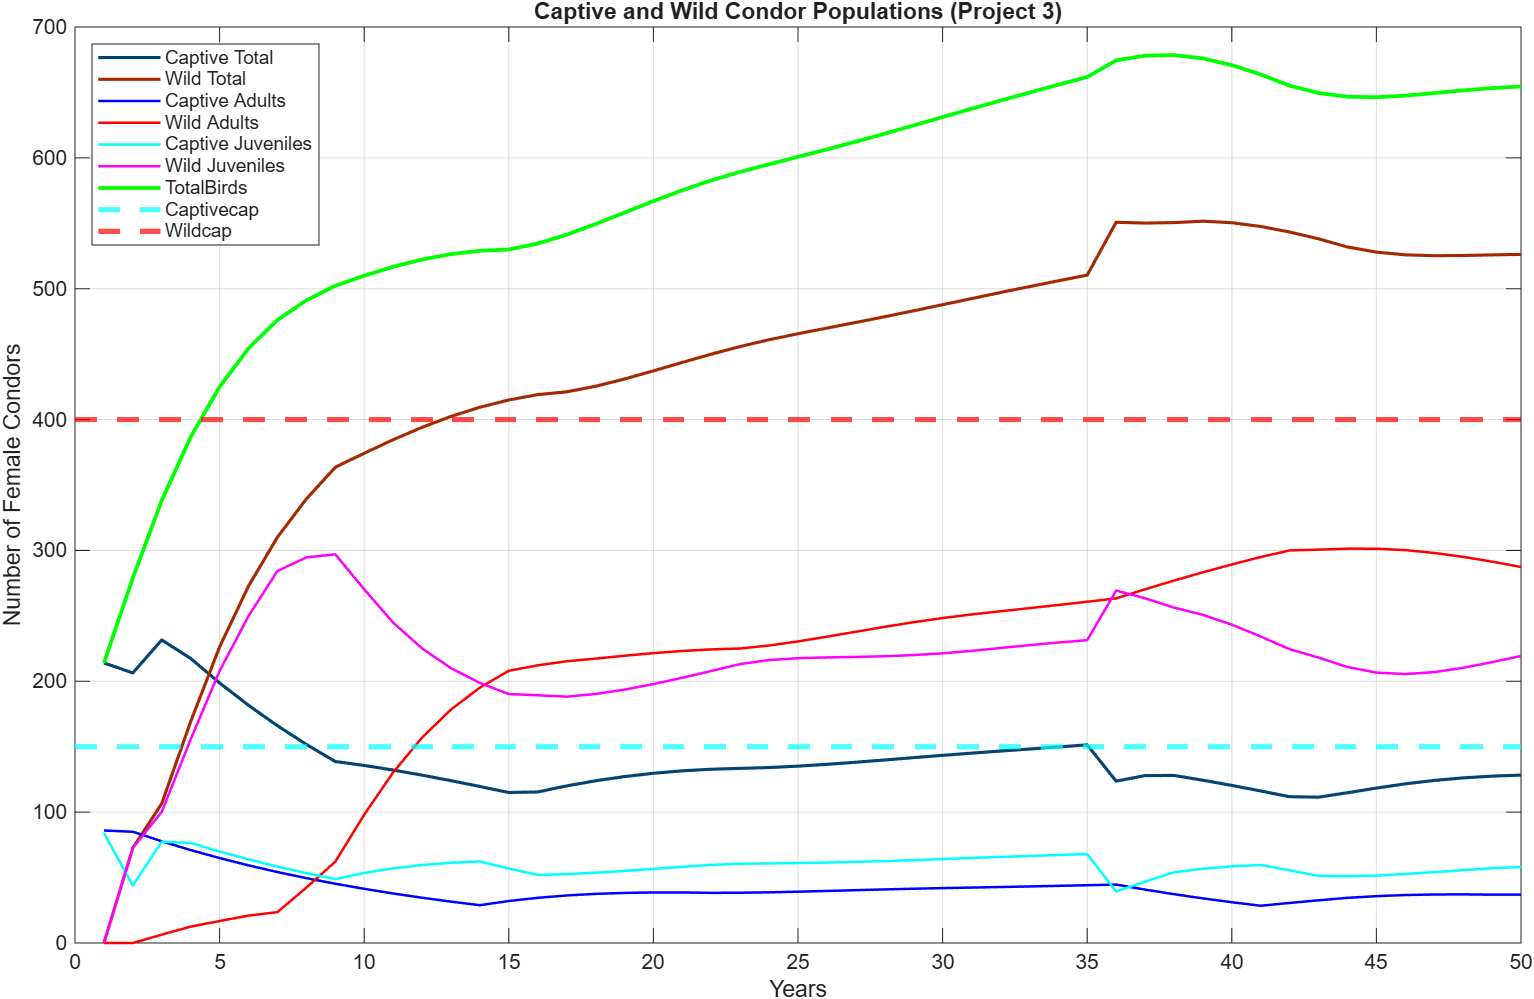 Captive and Wild Condor Populations (Project 3)
700
600
500
400
300
200
100
0
Number of Female Condors
Captive Total
Wild Total
Captive Adults
Wild Adults
Captive Juveniles
Wild Juveniles
TotalBirds
Captivecap
Wildcap
0 5 10 15 20 25 30 35 40 45 50
Years